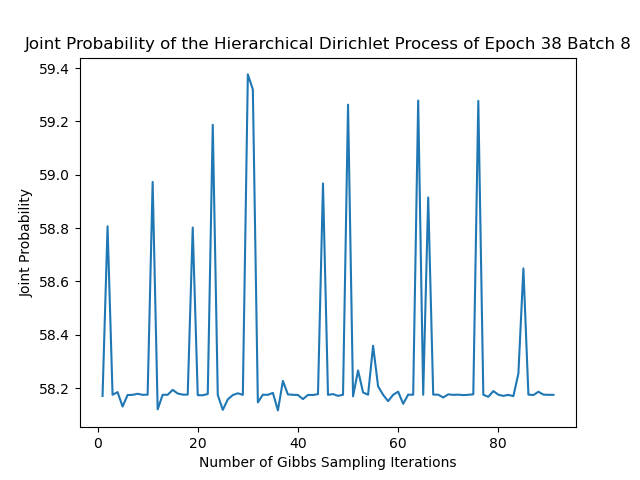 Joint Probability of the Hierarchical Dirichlet Process of Epoch 38 Batch 8
59.4
59.2
59.0
58.8
58.6
58.4
58.2
Joint Probability
0 20 40 60 80
Number of Gibbs Sampling Iterations